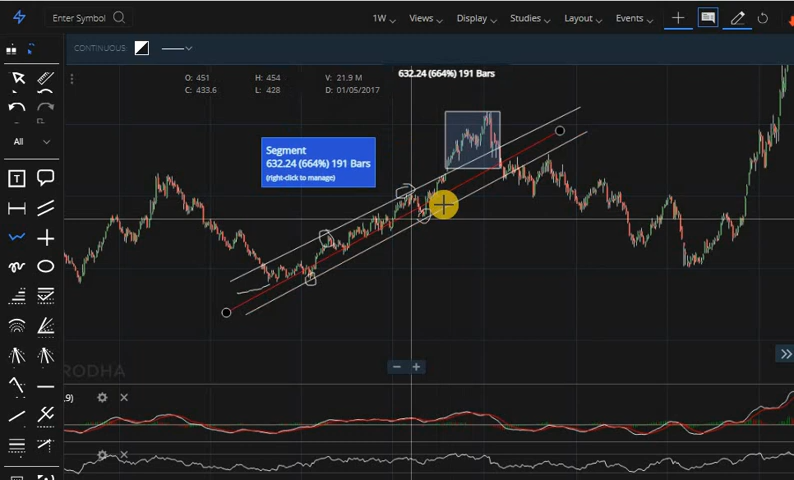 Enter Symbol
1W Views Display Studies Layout Events
CONTINUOUS
O: 451 H: 454 V: 21.9 M
C: 433.6 L: 428 D: 01/05/2017
632.24 (664%) 191 Bars
Segment
632.24 (664%) 191 Bars
(right-click to manage)
All
T
RODHA
,9)